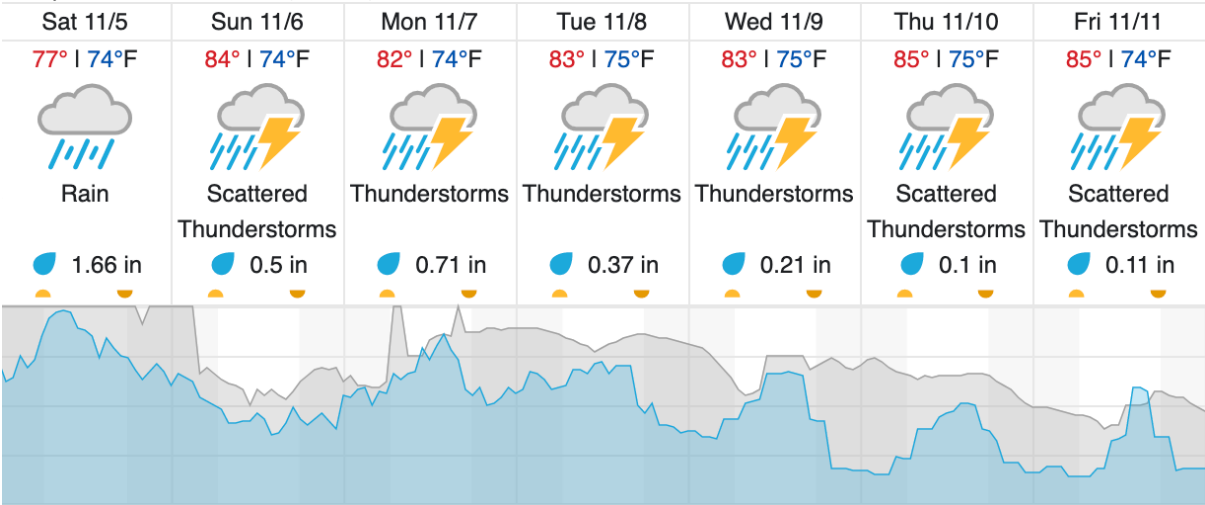 Sat 11/5 Sun 11/6 Mon 11/7 Tue 11/8 Wed 11/9 Thu 11/10 Fri 11/11
77° | 74°F 84° | 74°F 82° | 74°F 83° | 75°F 83° | 75°F 85° | 75°F 85° | 74°F
Rain Scattered Thunderstorms Thunderstorms Thunderstorms Scattered Scattered
Thunderstorms Thunderstorms Thunderstorms
1.66 in 0.5 in 0.71 in 0.37 in 0.21 in 0.1 in 0.11 in